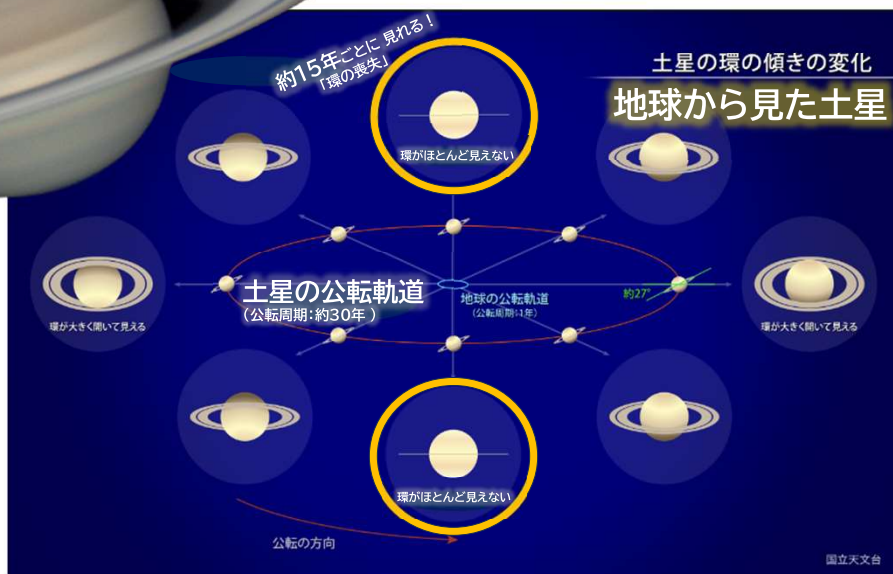 約15年ごとに 見れる！
「環の喪失」
土星の環の傾きの変化
地球から見た土星
環がほとんど見えない
土星の公転軌道
（公転周期：約30年 ）
地球の公転軌道
（公転周期：1年）
約27°
環が大きく開いて見える
環が大きく開いて見える
環がほとんど見えない
公転の方向
国立天文台